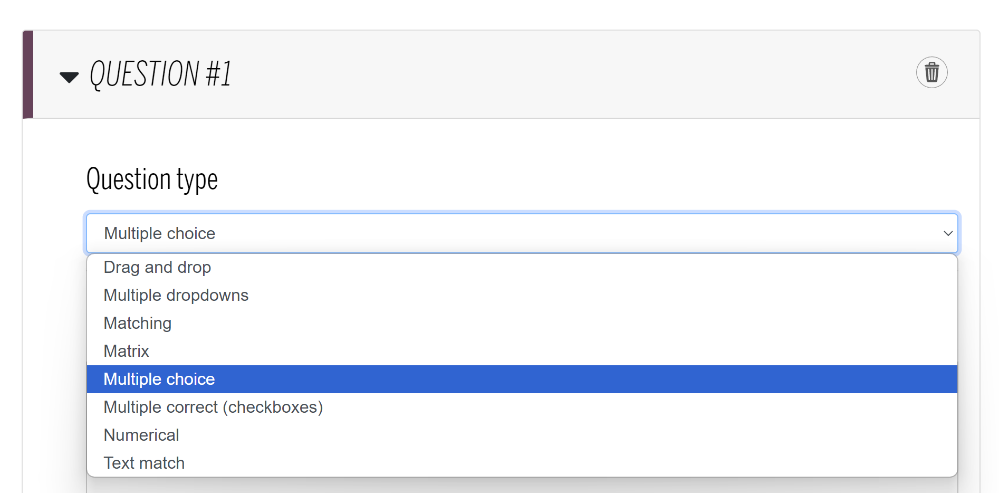 QUESTION #1
Question type
Multiple choice
Drag and drop
Multiple dropdowns
Matching
Matrix
Multiple choice
Multiple correct (checkboxes)
Numerical
Text match